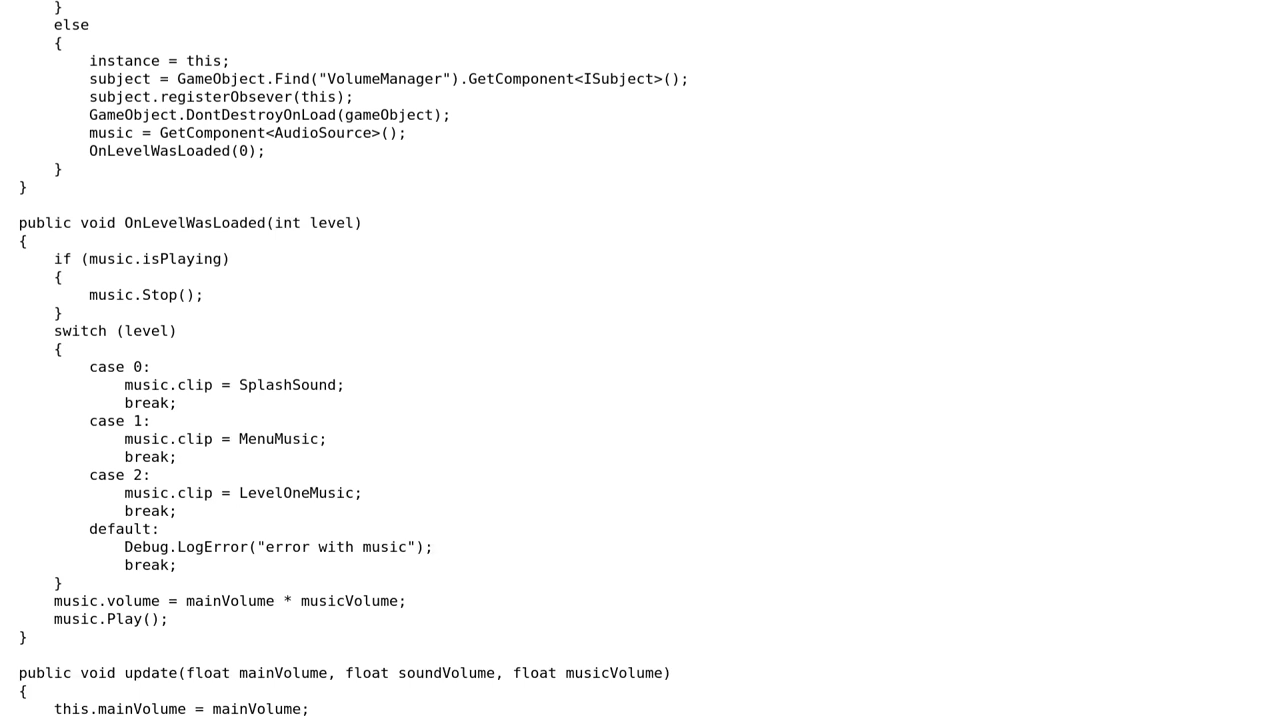 }
    else
    {
        instance = this;
        subject = GameObject.Find("VolumeManager").GetComponent<ISubject>();
        subject.registerObsever(this);
        GameObject.DontDestroyOnLoad(gameObject);
        music = GetComponent<AudioSource>();
        OnLevelWasLoaded(0);
    }
}

public void OnLevelWasLoaded(int level)
{
    if (music.isPlaying)
    {
        music.Stop();
    }
    switch (level)
    {
        case 0:
            music.clip = SplashSound;
            break;
        case 1:
            music.clip = MenuMusic;
            break;
        case 2:
            music.clip = LevelOneMusic;
            break;
        default:
            Debug.LogError("error with music");
            break;
    }
    music.volume = mainVolume * musicVolume;
    music.Play();
}

public void update(float mainVolume, float soundVolume, float musicVolume)
{
    this.mainVolume = mainVolume;